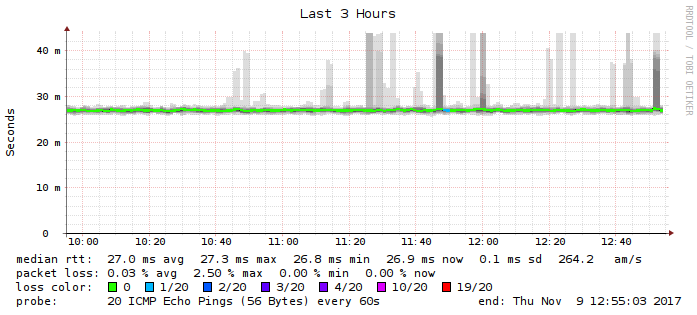 Last 3 Hours
RRDTOOL / TOBI OETIKER
Seconds
40 m
30 m
20 m
10 m
0
10:00 10:20 10:40 11:00 11:20 11:40 12:00 12:20 12:40
median rtt: 27.0 ms avg 27.3 ms max 26.8 ms min 26.9 ms now 0.1 ms sd 264.2 am/s
packet loss: 0.03 % avg 2.50 % max 0.00 % min 0.00 % now
loss color: 0 1/20 2/20 3/20 4/20 10/20 19/20
probe: 20 ICMP Echo Pings (56 Bytes) every 60s end: Thu Nov 9 12:55:03 2017